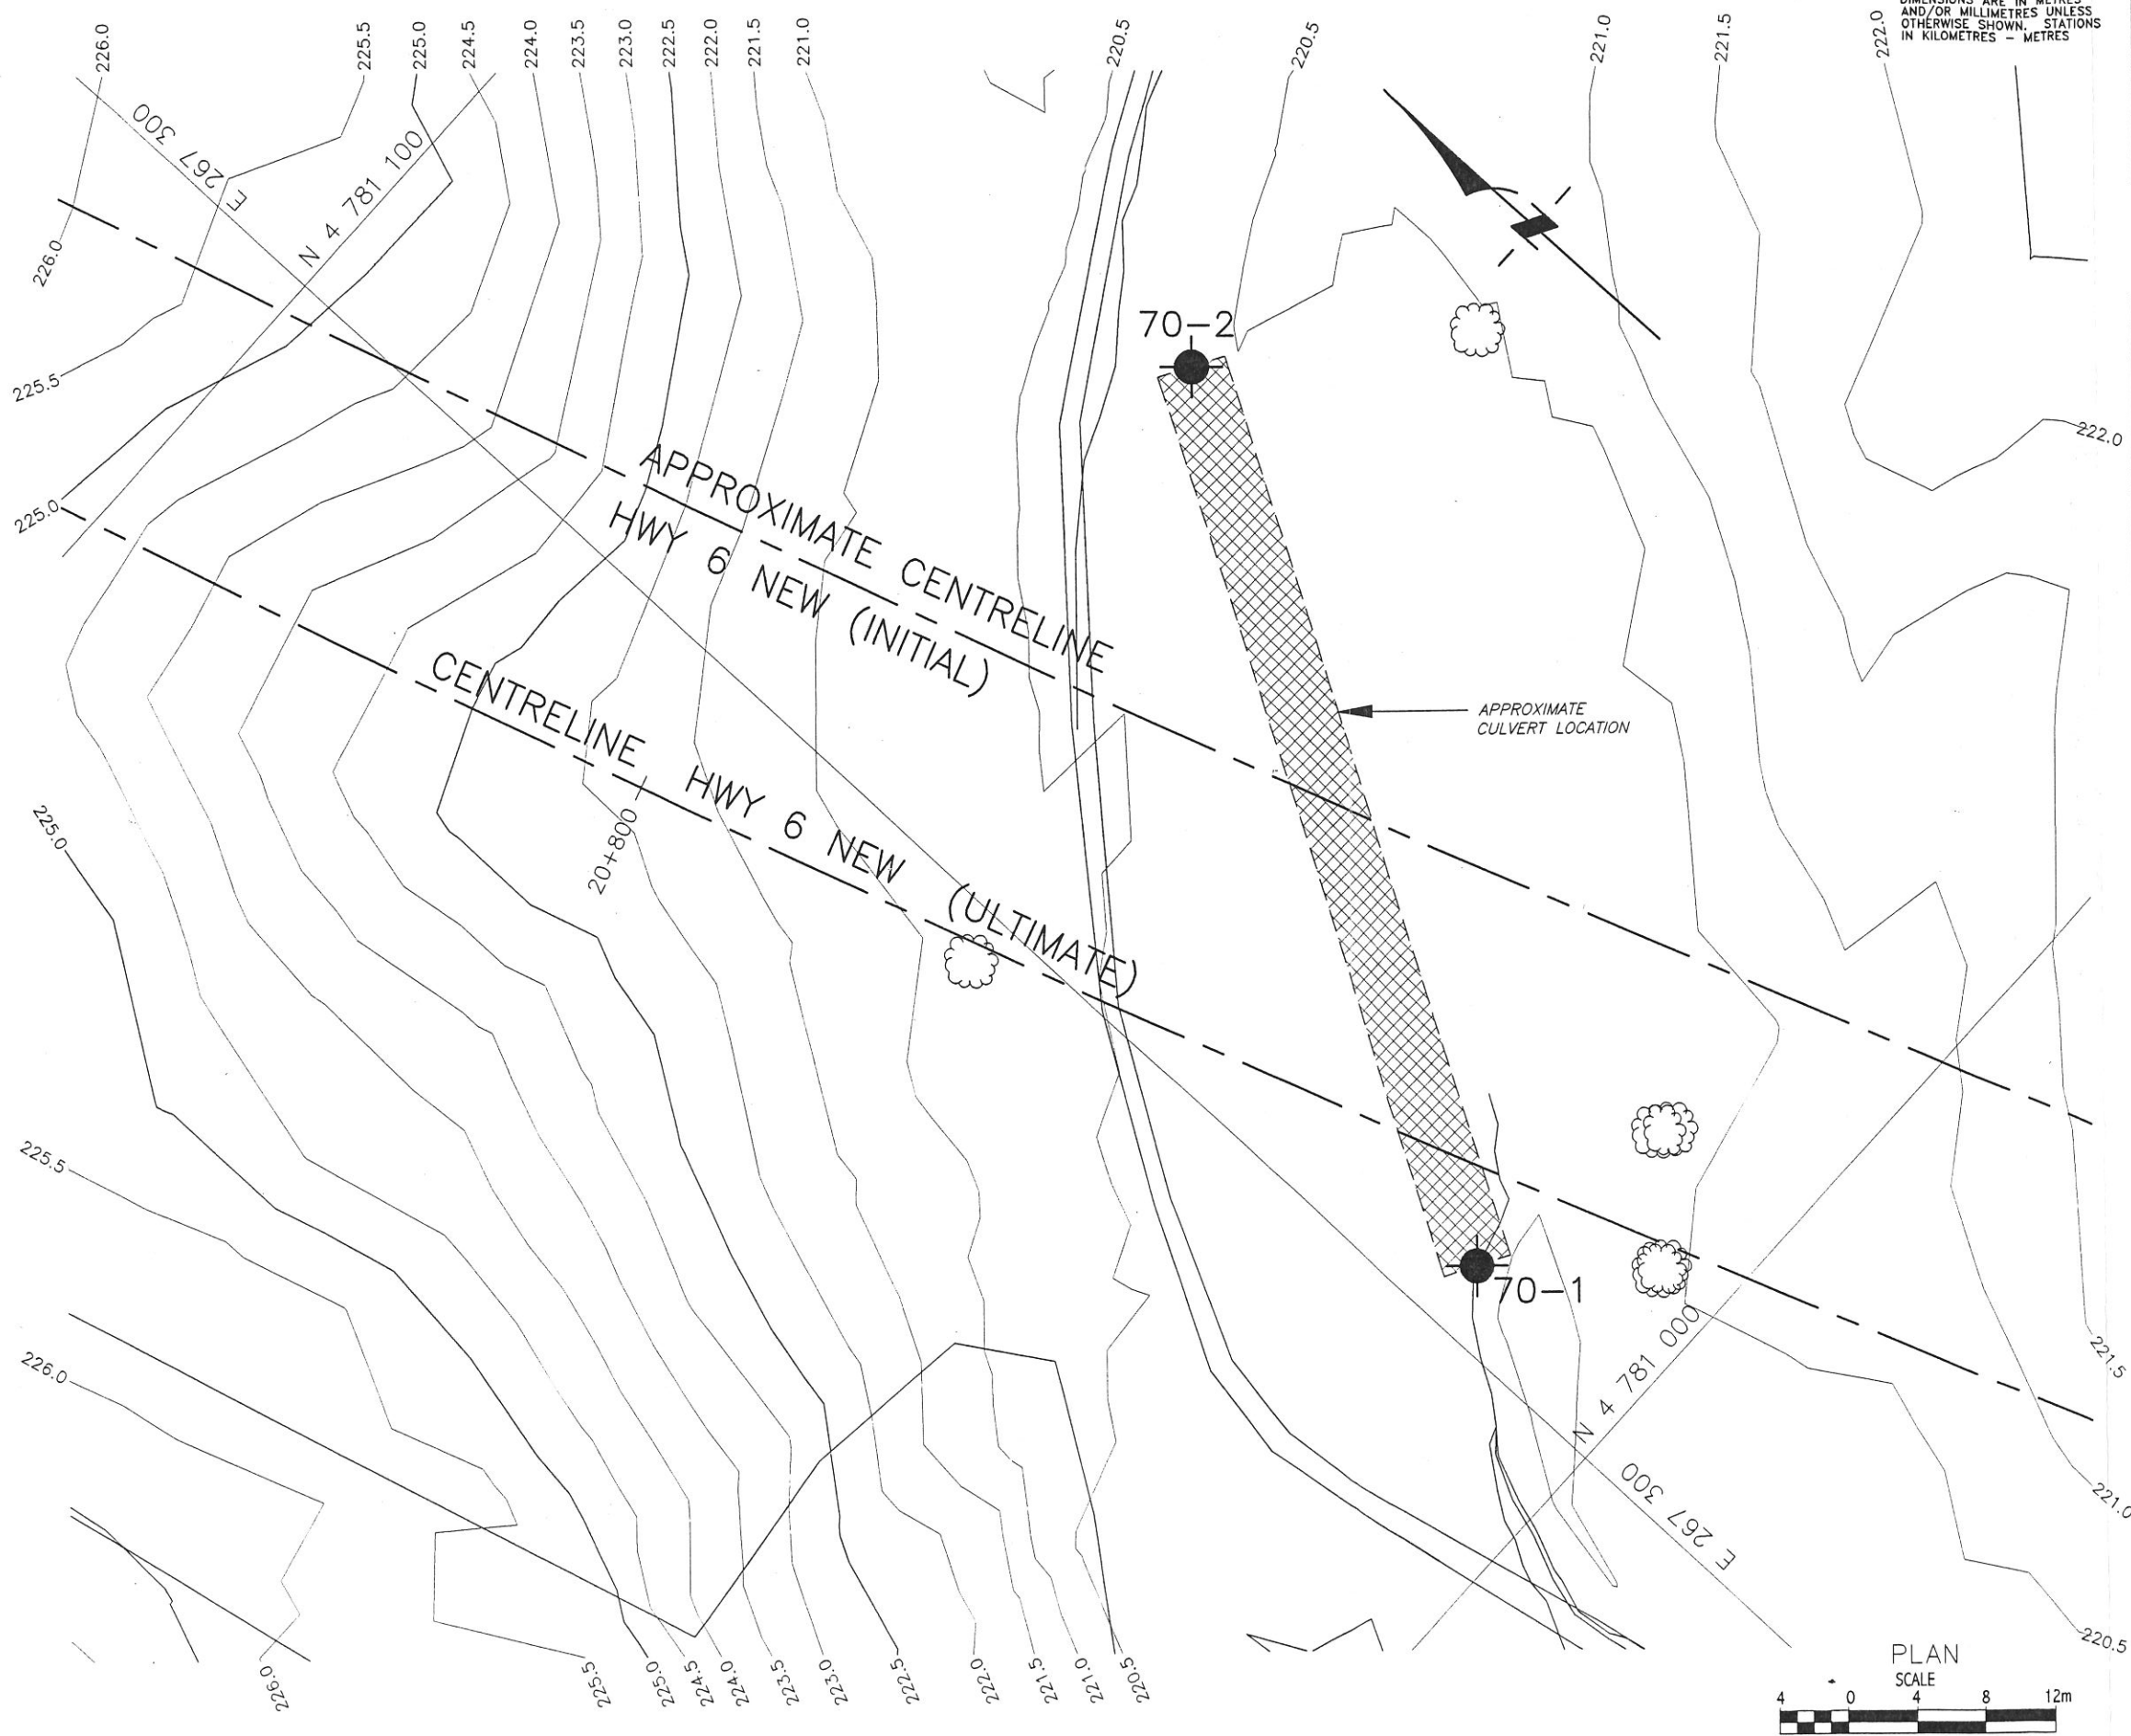 DIMENSIONS ARE IN METRES
AND/OR MILLIMETRES UNLESS
OTHERWISE SHOWN. STATIONS
IN KILOMETRES - METRES
226.0
225.5
225.0
224.5
224.0
223.5
223.0
222.5
222.0
221.5
221.0
220.5
220.5
221.0
221.5
222.0
E 267 300
N 4 781 100
226.0
225.5
225.0
70-2
222.0
APPROXIMATE CENTRELINE
HWY 6 NEW (INITIAL)
CENTRELINE HWY 6 NEW (ULTIMATE)
20+800
APPROXIMATE
CULVERT LOCATION
225.0
225.5
226.0
70-1
N 4 781 000
E 267 300
221.5
221.0
220.5
226.0
225.5
225.0
224.5
224.0
223.5
223.0
222.5
222.0
221.5
221.0
220.5
PLAN
SCALE
4 0 4 8 12m